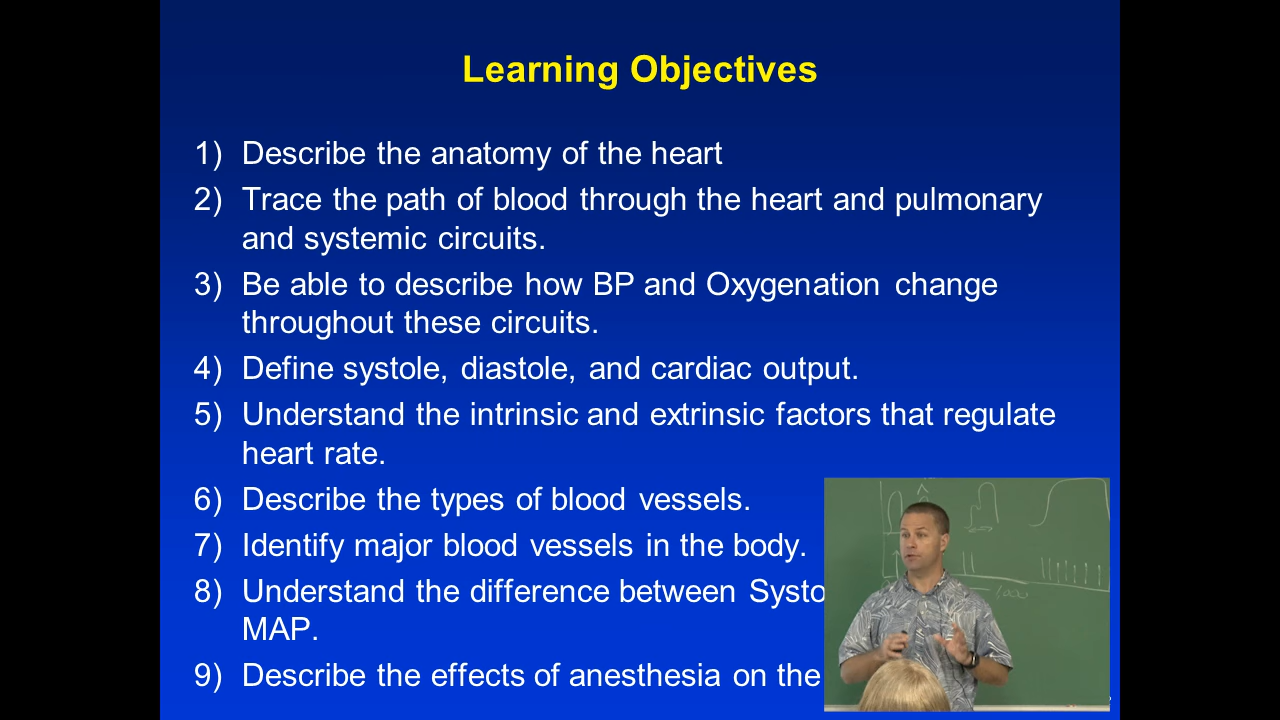 Learning Objectives
1) Describe the anatomy of the heart
2) Trace the path of blood through the heart and pulmonary
and systemic circuits.
3) Be able to describe how BP and Oxygenation change
throughout these circuits.
4) Define systole, diastole, and cardiac output.
5) Understand the intrinsic and extrinsic factors that regulate
heart rate.
6) Describe the types of blood vessels.
7) Identify major blood vessels in the body.
8) Understand the difference between Systo
MAP.
9) Describe the effects of anesthesia on the